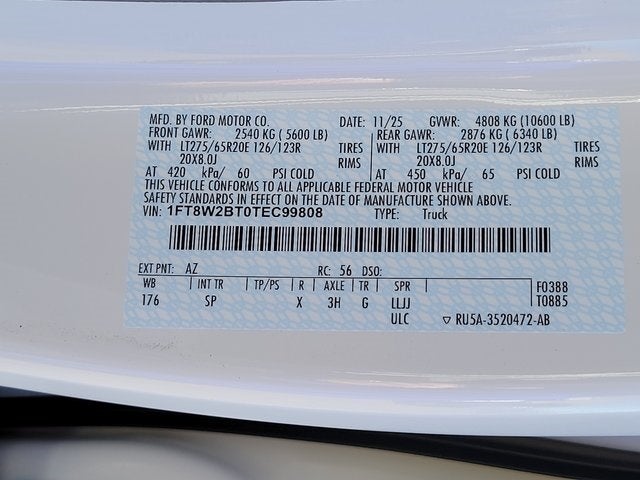 MFD. BY FORD MOTOR CO. DATE: 11/25 GVWR: 4808 KG (10600 LB)
FRONT GAWR: 2540 KG (5600 LB) REAR GAWR: 2876 KG (6340 LB)
WITH LT275/65R20E 126/123R TIRES WITH LT275/65R20E 126/123R TIRES
20X8.0J RIMS 20X8.0J RIMS
AT 420 kPa/ 60 PSI COLD AT 450 kPa/ 65 PSI COLD
THIS VEHICLE CONFORMS TO ALL APPLICABLE FEDERAL MOTOR VEHICLE
SAFETY STANDARDS IN EFFECT ON THE DATE OF MANUFACTURE SHOWN ABOVE.
VIN: 1FT8W2BT0TEC99808 TYPE: Truck
EXT PNT: AZ RC: 56 DSO:
WB INT TR TP/PS R AXLE TR SPR F0388
176 SP X 3H G LLJJ T0885
ULC ▽ RU5A-3520472-AB